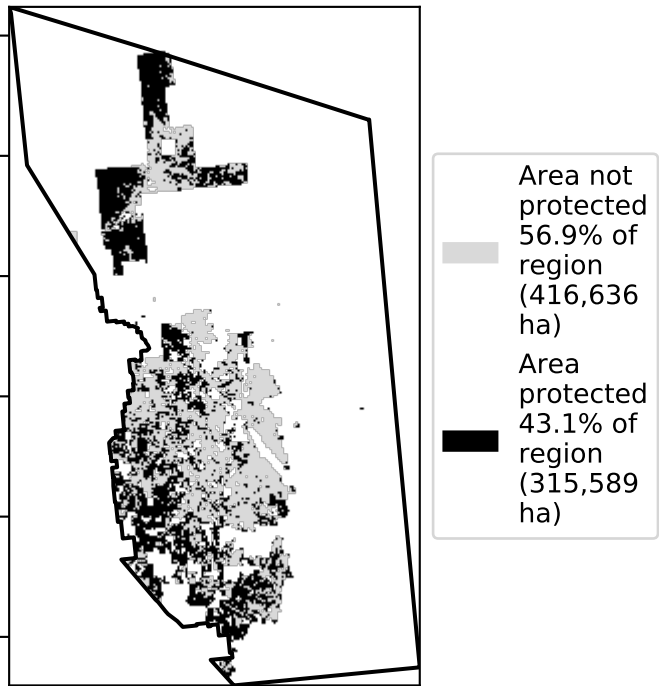 Area not
protected
56.9% of
region
(416,636
ha)
Area
protected
43.1% of
region
(315,589
ha)